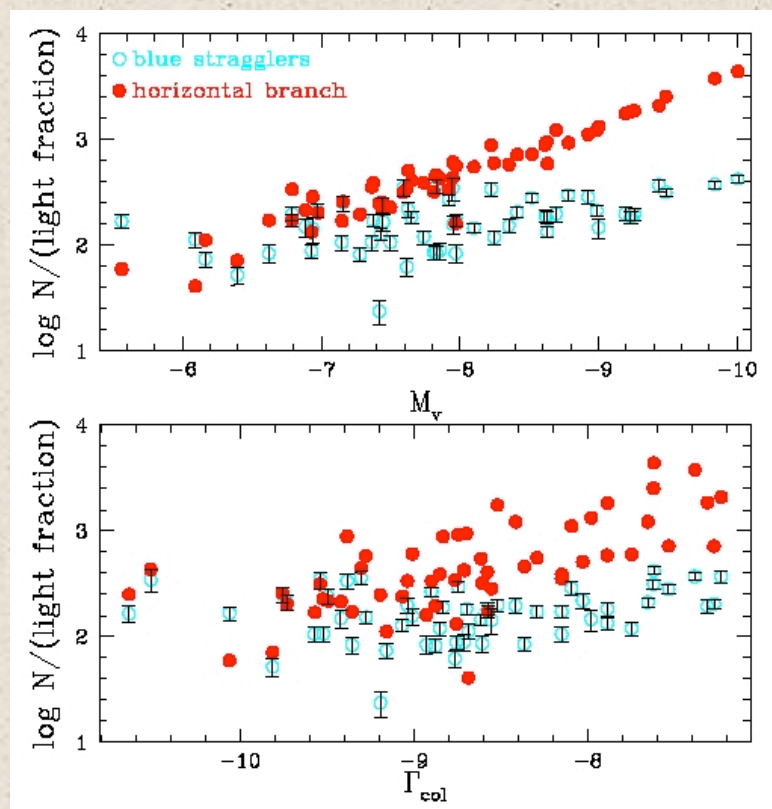 4
blue stragglers
horizontal branch
3
2
1
log N/(light fraction)
−6 −7 −8 −9 −10
M_v
4
3
2
1
log N/(light fraction)
−10 −9 −8
Γ_col